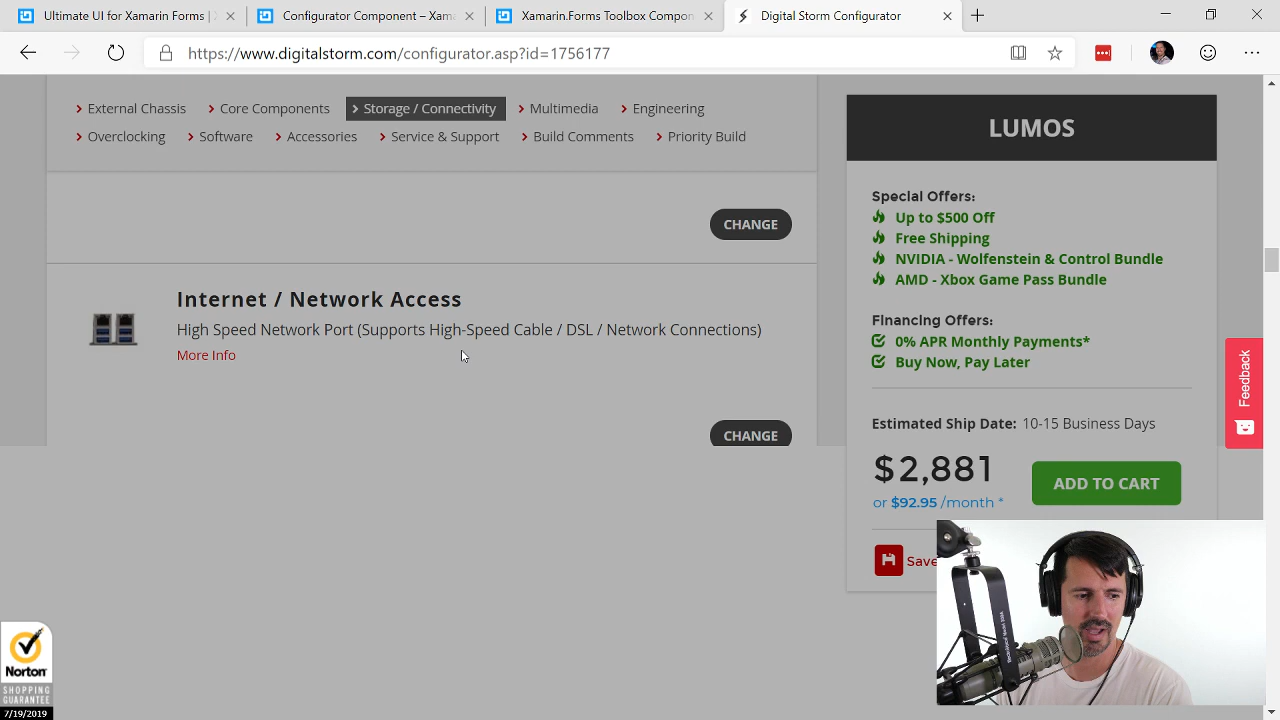 Ultimate UI for Xamarin Forms |
Configurator Component – Xam
Xamarin.Forms Toolbox Compon
Digital Storm Configurator
https://www.digitalstorm.com/configurator.asp?id=1756177
External Chassis
Core Components
Storage / Connectivity
Multimedia
Engineering
Overclocking
Software
Accessories
Service & Support
Build Comments
Priority Build
CHANGE
Internet / Network Access
High Speed Network Port (Supports High-Speed Cable / DSL / Network Connections)
More Info
CHANGE
LUMOS
Special Offers:
Up to $500 Off
Free Shipping
NVIDIA - Wolfenstein & Control Bundle
AMD - Xbox Game Pass Bundle
Financing Offers:
0% APR Monthly Payments*
Buy Now, Pay Later
Estimated Ship Date: 10-15 Business Days
$2,881
or $92.95 /month *
ADD TO CART
Save
Feedback
Norton
SHOPPING
GUARANTEE
7/19/2019